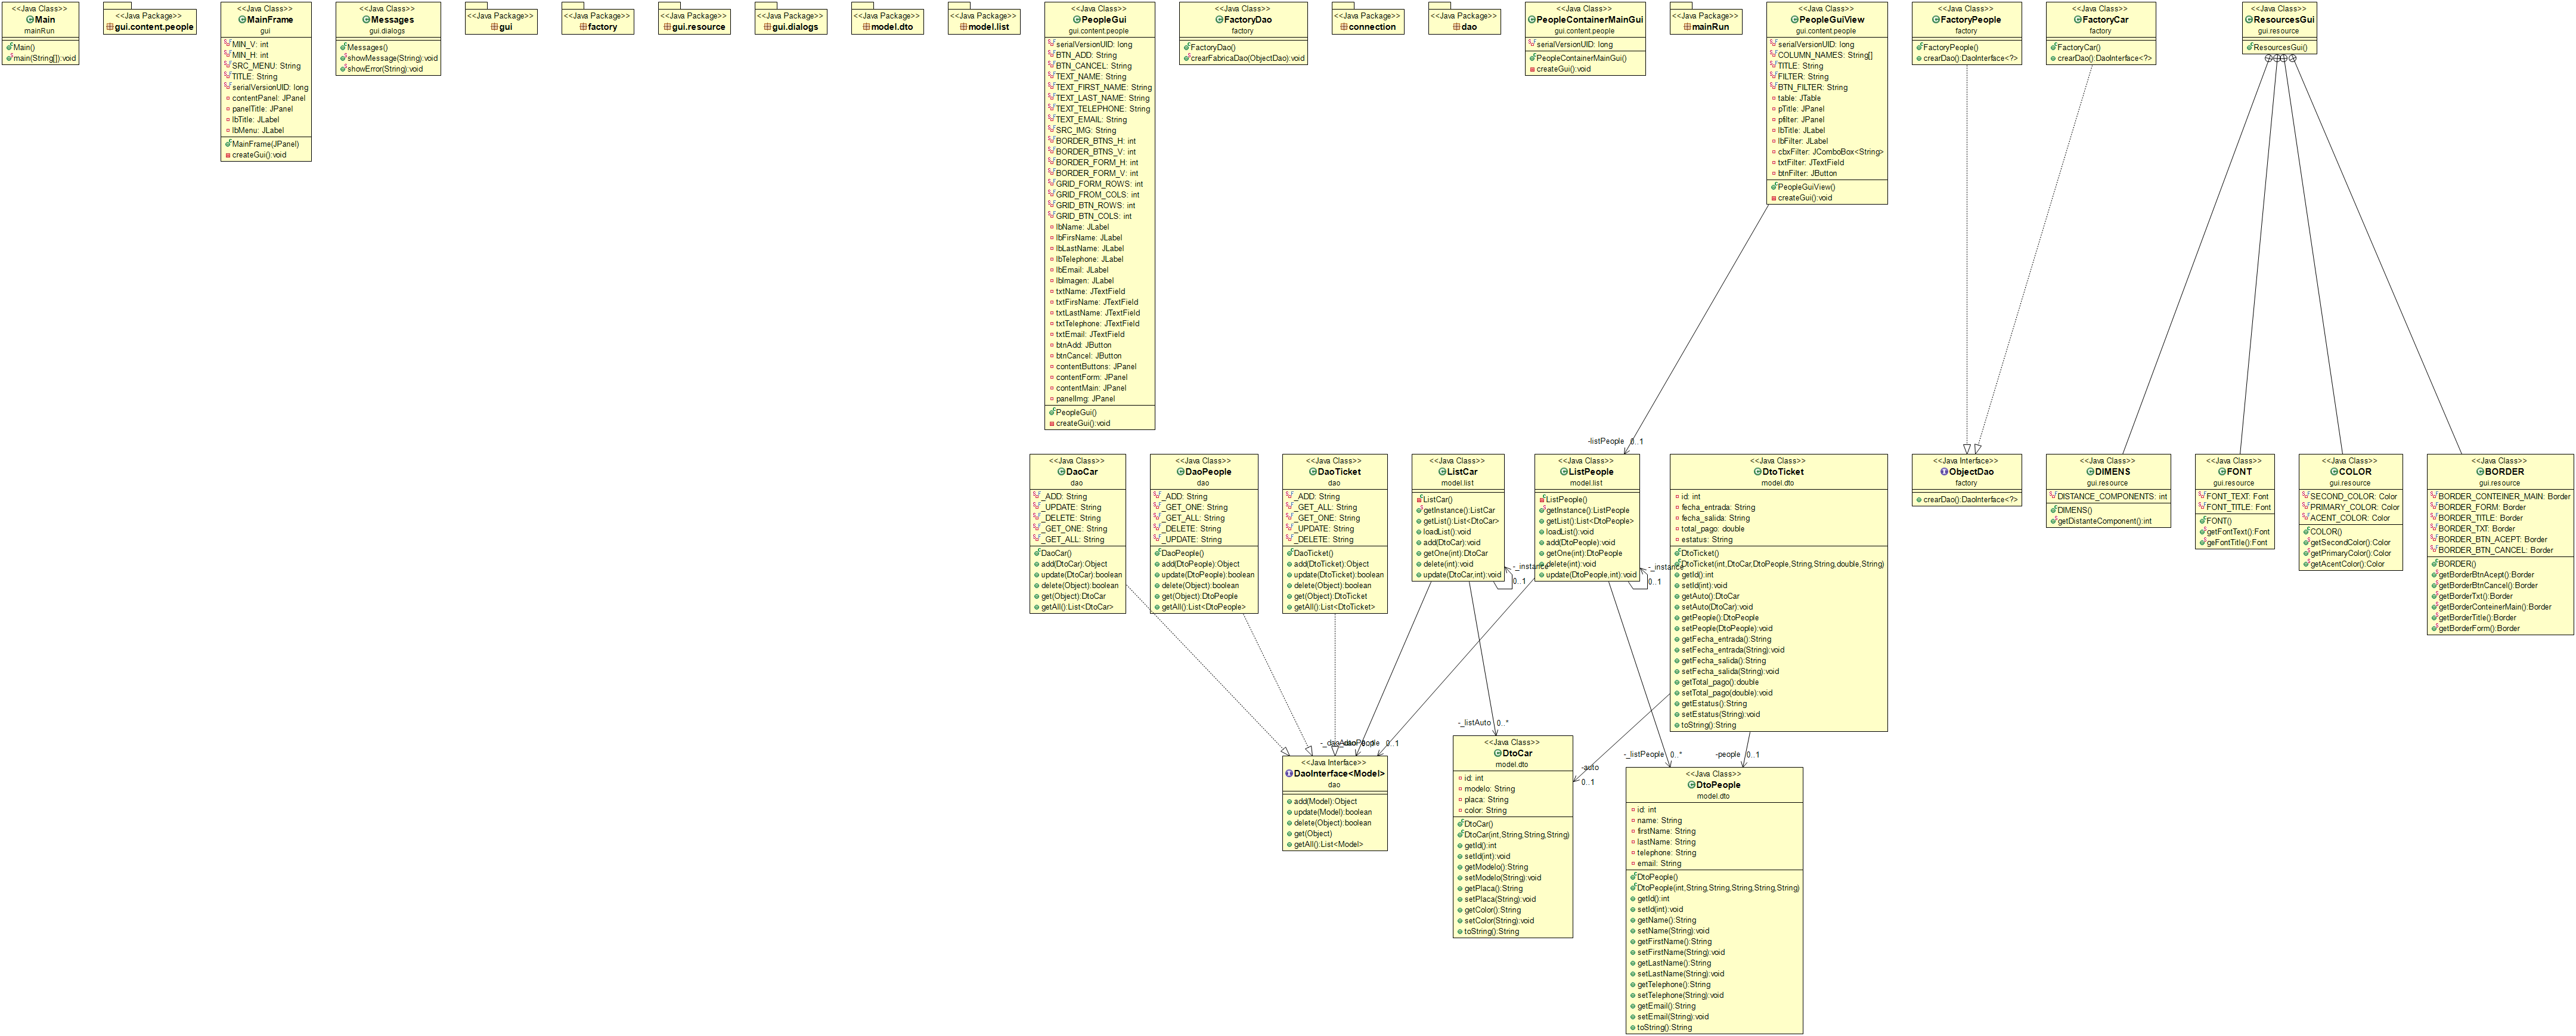 <<Java Class>>
Main
mainRun
Main()
main(String[]):void
<<Java Package>>
gui.content.people
<<Java Class>>
MainFrame
gui
MIN_V: int
MIN_H: int
SRC_MENU: String
TITLE: String
serialVersionUID: long
contentPanel: JPanel
panelTitle: JPanel
lbTitle: JLabel
lbMenu: JLabel
MainFrame(JPanel)
createGui():void
<<Java Class>>
Messages
gui.dialogs
Messages()
showMessage(String):void
showError(String):void
<<Java Package>>
gui
<<Java Package>>
factory
<<Java Package>>
gui.resource
<<Java Package>>
gui.dialogs
<<Java Package>>
model.dto
<<Java Package>>
model.list
<<Java Class>>
PeopleGui
gui.content.people
serialVersionUID: long
BTN_ADD: String
BTN_CANCEL: String
TEXT_NAME: String
TEXT_FIRST_NAME: String
TEXT_LAST_NAME: String
TEXT_TELEPHONE: String
TEXT_EMAIL: String
SRC_IMG: String
BORDER_BTNS_H: int
BORDER_BTNS_V: int
BORDER_FORM_H: int
BORDER_FORM_V: int
GRID_FORM_ROWS: int
GRID_FROM_COLS: int
GRID_BTN_ROWS: int
GRID_BTN_COLS: int
lbName: JLabel
lbFirsName: JLabel
lbLastName: JLabel
lbTelephone: JLabel
lbEmail: JLabel
lbImagen: JLabel
txtName: JTextField
txtFirsName: JTextField
txtLastName: JTextField
txtTelephone: JTextField
txtEmail: JTextField
btnAdd: JButton
btnCancel: JButton
contentButtons: JPanel
contentForm: JPanel
contentMain: JPanel
panelImg: JPanel
PeopleGui()
createGui():void
<<Java Class>>
FactoryDao
factory
FactoryDao()
crearFabricaDao(ObjectDao):void
<<Java Package>>
connection
<<Java Package>>
dao
<<Java Class>>
PeopleContainerMainGui
gui.content.people
serialVersionUID: long
PeopleContainerMainGui()
createGui():void
<<Java Package>>
mainRun
<<Java Class>>
PeopleGuiView
gui.content.people
serialVersionUID: long
COLUMN_NAMES: String[]
TITLE: String
FILTER: String
BTN_FILTER: String
table: JTable
pTitle: JPanel
pfilter: JPanel
lbTitle: JLabel
lbFilter: JLabel
cbxFilter: JComboBox<String>
txtFilter: JTextField
btnFilter: JButton
PeopleGuiView()
createGui():void
<<Java Class>>
FactoryPeople
factory
FactoryPeople()
crearDao():DaoInterface<?>
<<Java Class>>
FactoryCar
factory
FactoryCar()
crearDao():DaoInterface<?>
<<Java Class>>
ResourcesGui
gui.resource
ResourcesGui()
-listPeople 0..1
<<Java Class>>
DaoCar
dao
_ADD: String
_UPDATE: String
_DELETE: String
_GET_ONE: String
_GET_ALL: String
DaoCar()
add(DtoCar):Object
update(DtoCar):boolean
delete(Object):boolean
get(Object):DtoCar
getAll():List<DtoCar>
<<Java Class>>
DaoPeople
dao
_ADD: String
_GET_ONE: String
_GET_ALL: String
_DELETE: String
_UPDATE: String
DaoPeople()
add(DtoPeople):Object
update(DtoPeople):boolean
delete(Object):boolean
get(Object):DtoPeople
getAll():List<DtoPeople>
<<Java Class>>
DaoTicket
dao
_ADD: String
_GET_ALL: String
_GET_ONE: String
_UPDATE: String
_DELETE: String
DaoTicket()
add(DtoTicket):Object
update(DtoTicket):boolean
delete(Object):boolean
get(Object):DtoTicket
getAll():List<DtoTicket>
<<Java Class>>
ListCar
model.list
ListCar()
getInstance():ListCar
getList():List<DtoCar>
loadList():void
add(DtoCar):void
getOne(int):DtoCar
delete(int):void
update(DtoCar,int):void
-_instance
0..1
<<Java Class>>
ListPeople
model.list
ListPeople()
getInstance():ListPeople
getList():List<DtoPeople>
loadList():void
add(DtoPeople):void
getOne(int):DtoPeople
delete(int):void
update(DtoPeople,int):void
-_instance
0..1
<<Java Class>>
DtoTicket
model.dto
id: int
fecha_entrada: String
fecha_salida: String
total_pago: double
estatus: String
DtoTicket()
DtoTicket(int,DtoCar,DtoPeople,String,String,double,String)
getId():int
setId(int):void
getAuto():DtoCar
setAuto(DtoCar):void
getPeople():DtoPeople
setPeople(DtoPeople):void
getFecha_entrada():String
setFecha_entrada(String):void
getFecha_salida():String
setFecha_salida(String):void
getTotal_pago():double
setTotal_pago(double):void
getEstatus():String
setEstatus(String):void
toString():String
<<Java Interface>>
ObjectDao
factory
crearDao():DaoInterface<?>
<<Java Class>>
DIMENS
gui.resource
DISTANCE_COMPONENTS: int
DIMENS()
getDistanteComponent():int
<<Java Class>>
FONT
gui.resource
FONT_TEXT: Font
FONT_TITLE: Font
FONT()
getFontText():Font
geFontTitle():Font
<<Java Class>>
COLOR
gui.resource
SECOND_COLOR: Color
PRIMARY_COLOR: Color
ACENT_COLOR: Color
COLOR()
getSecondColor():Color
getPrimaryColor():Color
getAcentColor():Color
<<Java Class>>
BORDER
gui.resource
BORDER_CONTEINER_MAIN: Border
BORDER_FORM: Border
BORDER_TITLE: Border
BORDER_TXT: Border
BORDER_BTN_ACEPT: Border
BORDER_BTN_CANCEL: Border
BORDER()
getBorderBtnAcept():Border
getBorderBtnCancel():Border
getBorderTxt():Border
getBorderConteinerMain():Border
getBorderTitle():Border
getBorderForm():Border
0..1
-_listAuto 0..*
-_listPeople 0..*
-people 0..1
-auto
0..1
<<Java Interface>>
DaoInterface<Model>
dao
add(Model):Object
update(Model):boolean
delete(Object):boolean
get(Object)
getAll():List<Model>
<<Java Class>>
DtoCar
model.dto
id: int
modelo: String
placa: String
color: String
DtoCar()
DtoCar(int,String,String,String)
getId():int
setId(int):void
getModelo():String
setModelo(String):void
getPlaca():String
setPlaca(String):void
getColor():String
setColor(String):void
toString():String
<<Java Class>>
DtoPeople
model.dto
id: int
name: String
firstName: String
lastName: String
telephone: String
email: String
DtoPeople()
DtoPeople(int,String,String,String,String,String)
getId():int
setId(int):void
getName():String
setName(String):void
getFirstName():String
setFirstName(String):void
getLastName():String
setLastName(String):void
getTelephone():String
setTelephone(String):void
getEmail():String
setEmail(String):void
toString():String